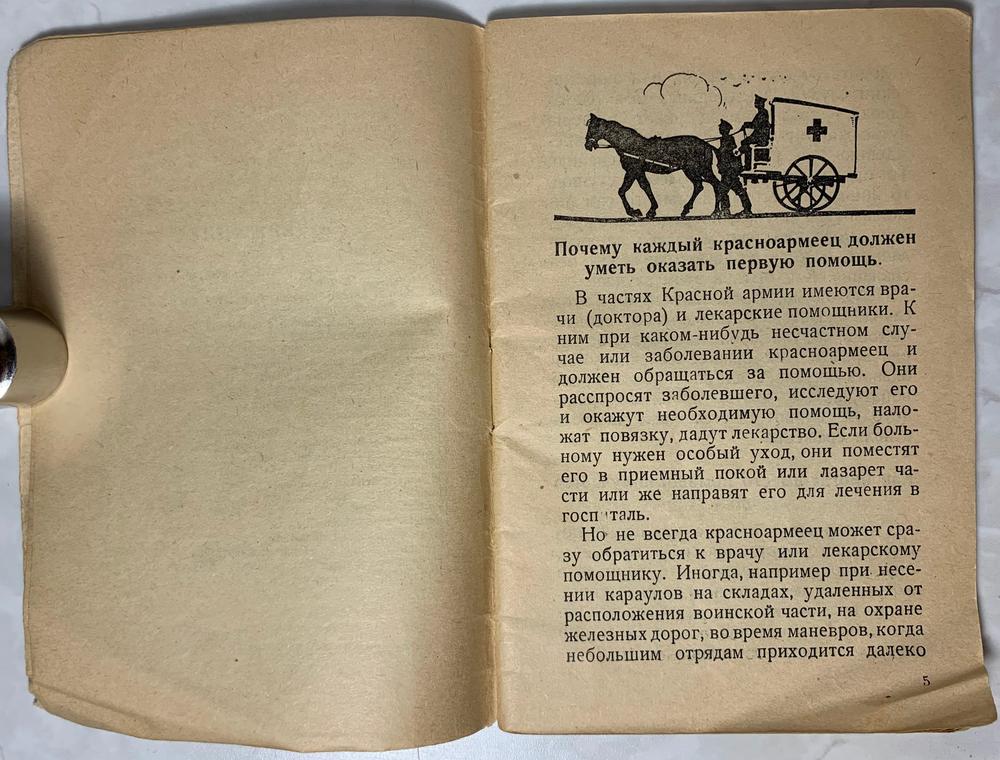 Почему каждый красноармеец должен
уметь оказать первую помощь.
В частях Красной армии имеются вра-
чи (доктора) и лекарские помощники. К
ним при каком-нибудь несчастном слу-
чае или заболевании красноармеец и
должен обращаться за помощью. Они
расспросят заболевшего, исследуют его
и окажут необходимую помощь, нало-
жат повязку, дадут лекарство. Если боль-
ному нужен особый уход, они поместят
его в приемный покой или лазарет ча-
сти или же направят его для лечения в
госпиталь.
Но не всегда красноармеец может сра-
зу обратиться к врачу или лекарскому
помощнику. Иногда, например при несе-
нии караулов на складах, удаленных от
расположения воинской части, на охране
железных дорог, во время маневров, когда
небольшим отрядам приходится далеко
5